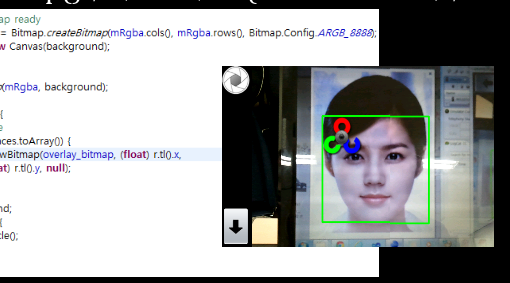 ap ready
= Bitmap.createBitmap(mRgba.cols(), mRgba.rows(), Bitmap.Config.ARGB_8888);
w Canvas(background);
(mRgba, background);
{
e
aces.toArray()) {
wBitmap(overlay_bitmap, (float) r.tl().x,
at) r.tl().y, null);
nd;
{
cle();